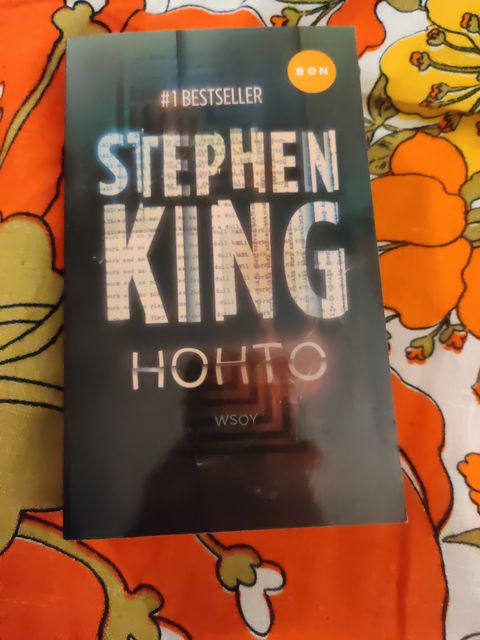 BON
#1 BESTSELLER
STEPHEN
KING
HOHTO
WSOY